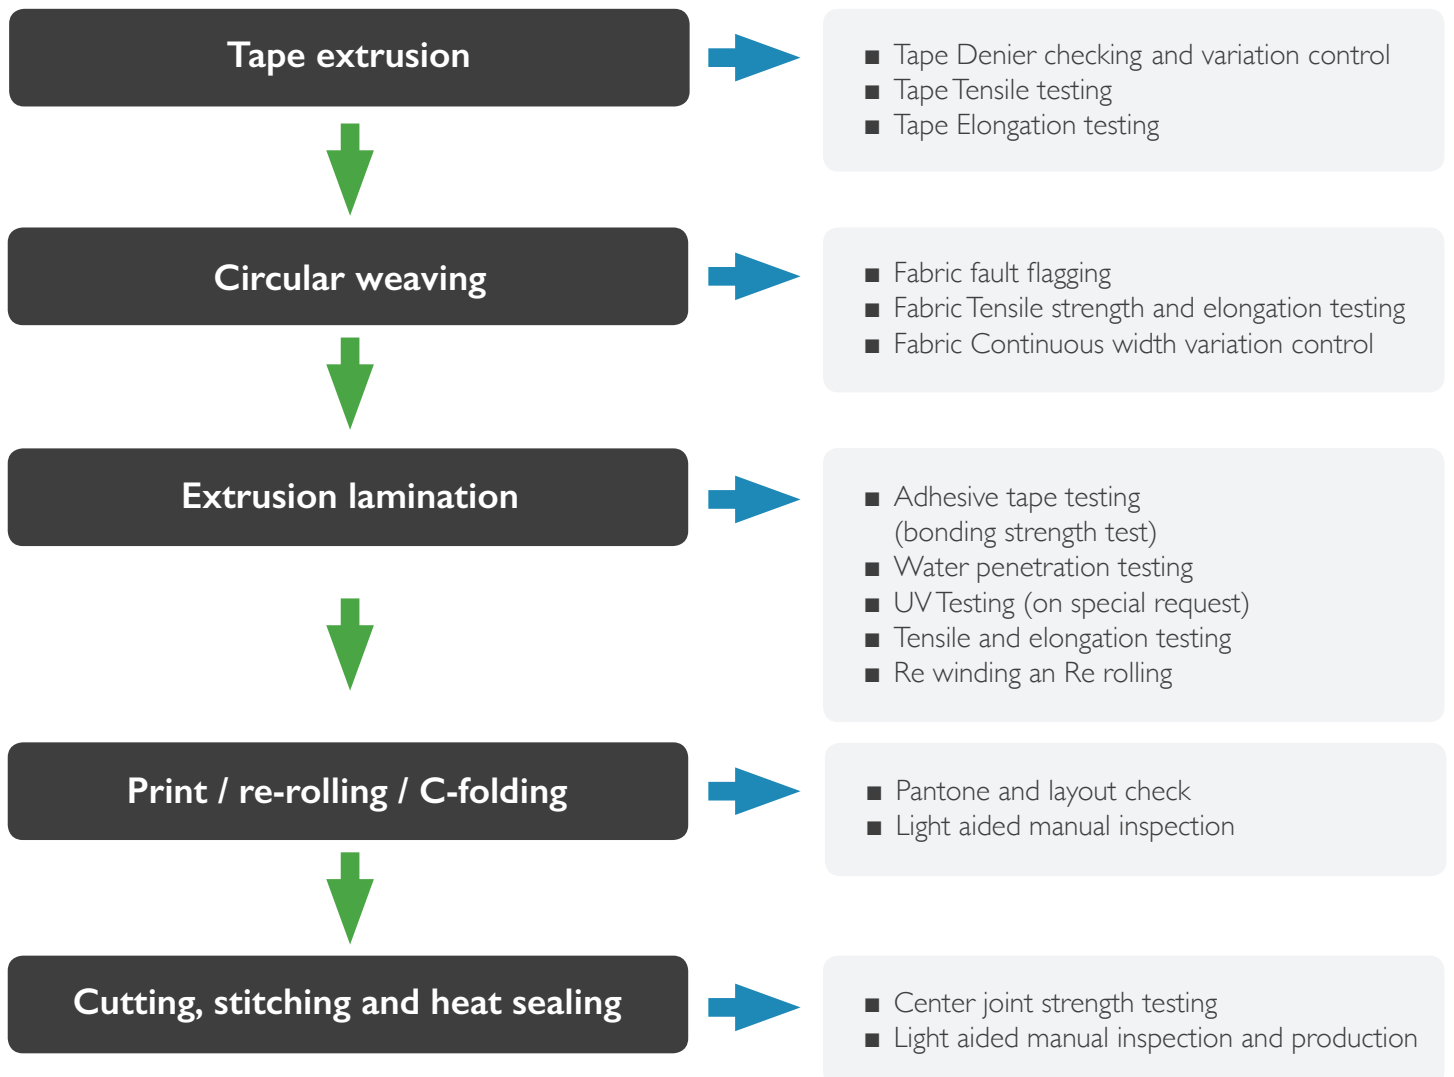 Tape extrusion
■ Tape Denier checking and variation control
■ Tape Tensile testing
■ Tape Elongation testing
Circular weaving
■ Fabric fault flagging
■ Fabric Tensile strength and elongation testing
■ Fabric Continuous width variation control
Extrusion lamination
■ Adhesive tape testing
(bonding strength test)
■ Water penetration testing
■ UV Testing (on special request)
■ Tensile and elongation testing
■ Re winding an Re rolling
Print / re-rolling / C-folding
■ Pantone and layout check
■ Light aided manual inspection
Cutting, stitching and heat sealing
■ Center joint strength testing
■ Light aided manual inspection and production